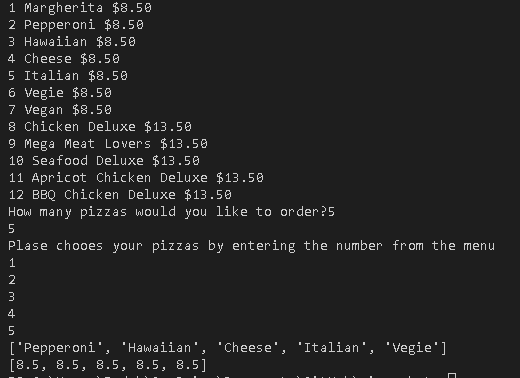 1 Margherita $8.50
2 Pepperoni $8.50
3 Hawaiian $8.50
4 Cheese $8.50
5 Italian $8.50
6 Vegie $8.50
7 Vegan $8.50
8 Chicken Deluxe $13.50
9 Mega Meat Lovers $13.50
10 Seafood Deluxe $13.50
11 Apricot Chicken Deluxe $13.50
12 BBQ Chicken Deluxe $13.50
How many pizzas would you like to order?5
5
Plase chooes your pizzas by entering the number from the menu
1
2
3
4
5
['Pepperoni', 'Hawaiian', 'Cheese', 'Italian', 'Vegie']
[8.5, 8.5, 8.5, 8.5, 8.5]